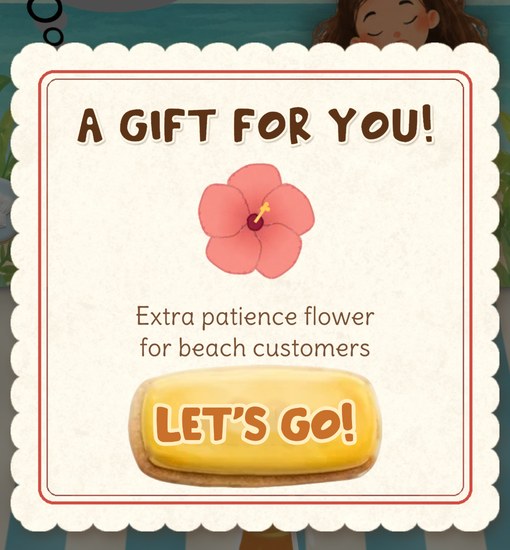 A GIFT FOR YOU!
Extra patience flower
for beach customers
LET'S GO!